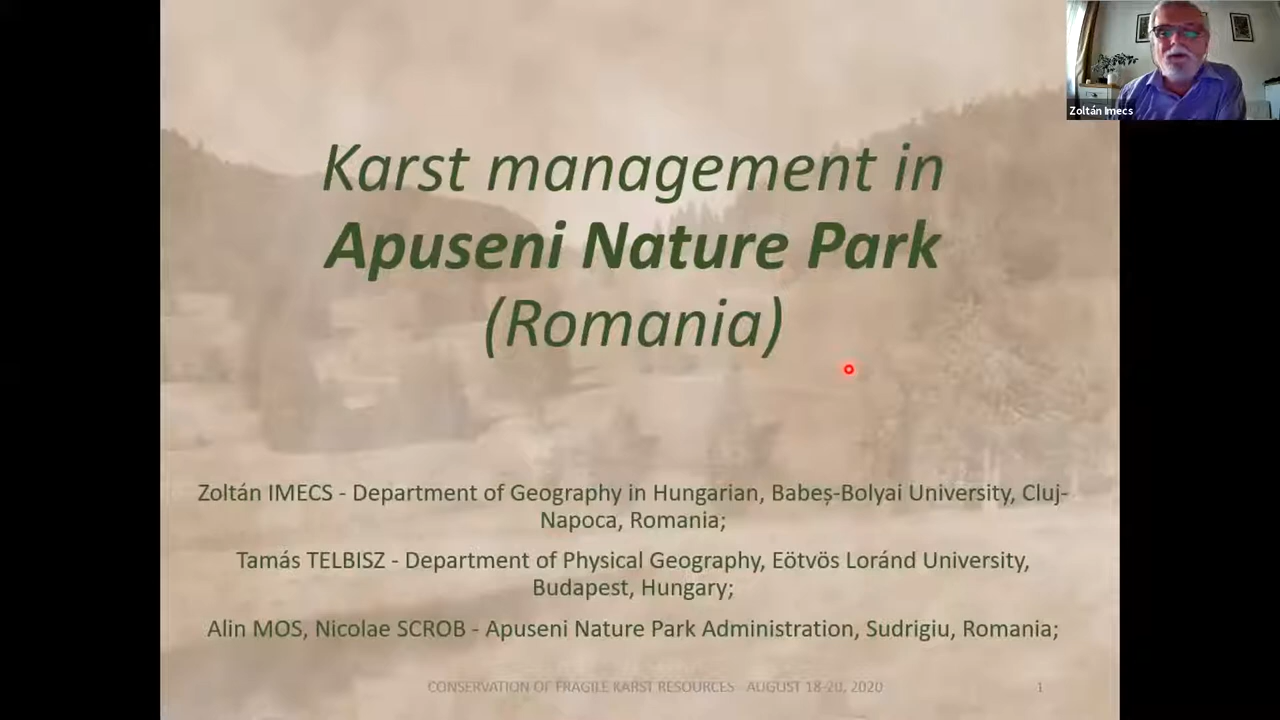 Zoltán Imecs
Karst management in
Apuseni Nature Park
(Romania)
Zoltán IMECS - Department of Geography in Hungarian, Babeș-Bolyai University, Cluj-
Napoca, Romania;
Tamás TELBISZ - Department of Physical Geography, Eötvös Loránd University,
Budapest, Hungary;
Alin MOS, Nicolae SCROB - Apuseni Nature Park Administration, Sudrigiu, Romania;
CONSERVATION OF FRAGILE KARST RESOURCES - AUGUST 18-20, 2020
1